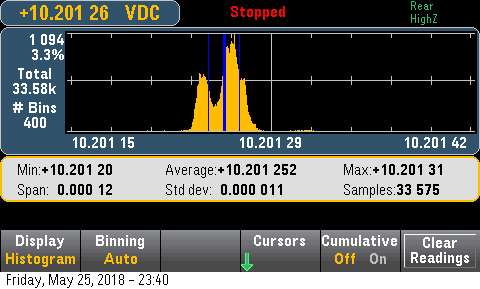 +10.201 26 VDC Stopped Rear
HighZ
1 094
3.3%
Total
33.58k
# Bins
400
10.201 15 10.201 29 10.201 42
Min:+10.201 20 Average:+10.201 252 Max:+10.201 31
Span: 0.000 12 Std dev: 0.000 011 Samples:33 575
Display Binning Cursors Cumulative Clear
Histogram Auto Off On Readings
Friday, May 25, 2018 – 23:40